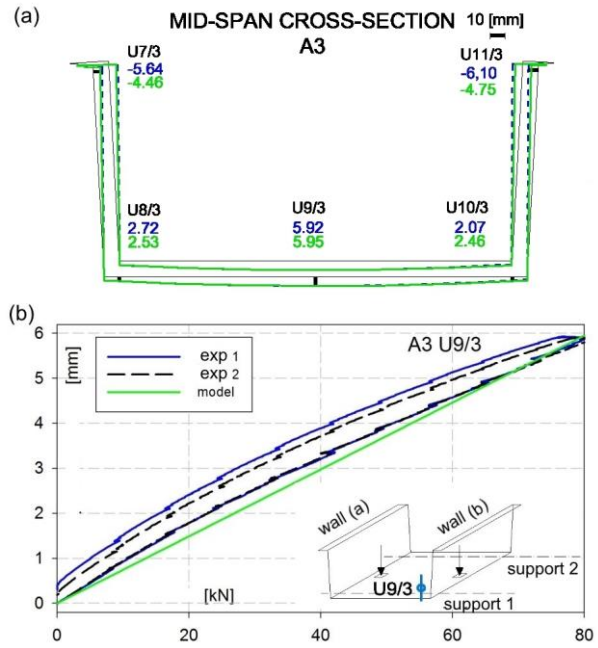 (a)
MID-SPAN CROSS-SECTION
10 [mm]
A3
U7/3
-5.64
-4.46
U11/3
-6,10
-4.75
U8/3
2.72
2.53
U9/3
5.92
5.95
U10/3
2.07
2.46
(b)
6
5
4
3
2
1
0
[mm]
exp 1
exp 2
model
A3 U9/3
wall (a)
wall (b)
support 2
U9/3
support 1
[kN]
0
20
40
60
80